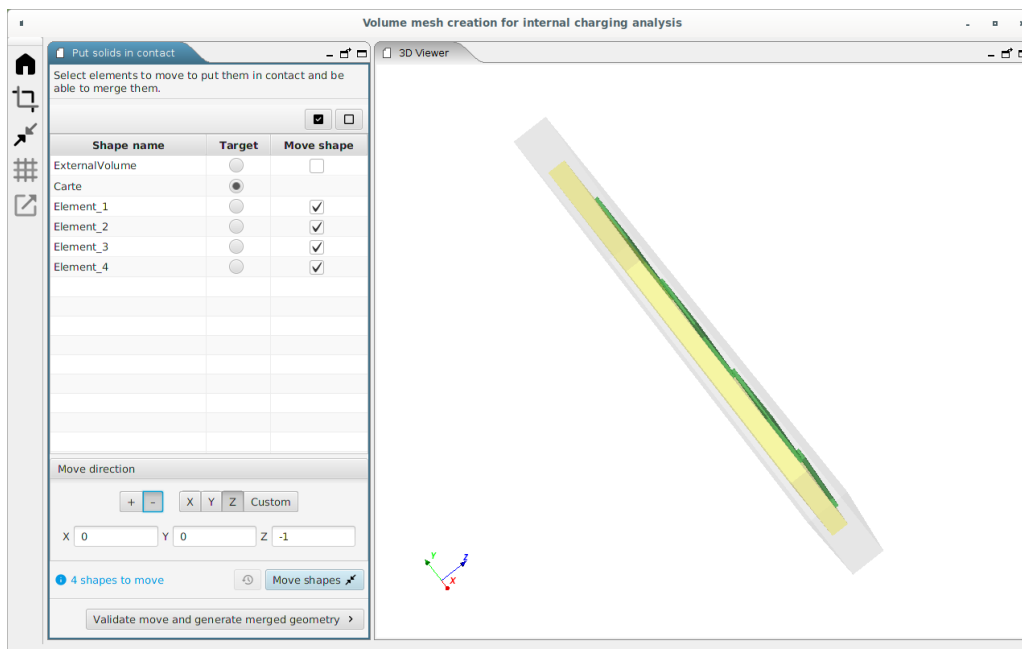 Volume mesh creation for internal charging analysis
Put solids in contact
Select elements to move to put them in contact and be
able to merge them.
Shape name Target Move shape
ExternalVolume
Carte
Element_1
Element_2
Element_3
Element_4
Move direction
+ - X Y Z Custom
X 0 Y 0 Z -1
4 shapes to move Move shapes
Validate move and generate merged geometry >
3D Viewer
Y Z
X